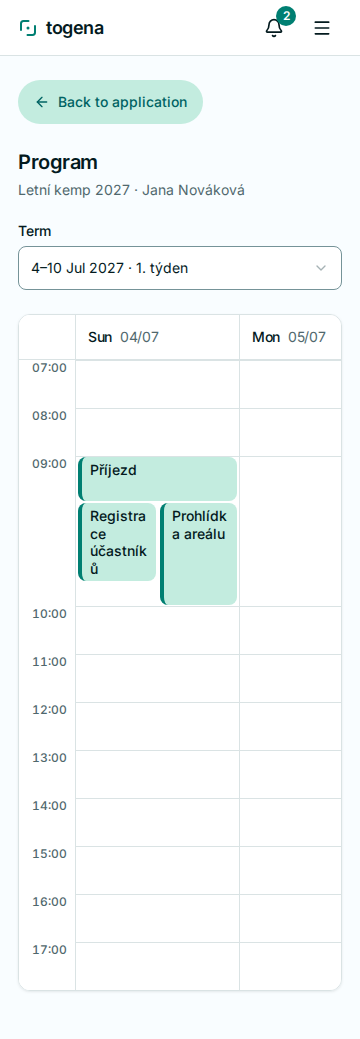 togena
2
Back to application
Program
Letní kemp 2027 · Jana Nováková
Term
4–10 Jul 2027 · 1. týden
Sun 04/07
Mon 05/07
07:00
08:00
09:00
Příjezd
Registra
ce
účastník
ů
Prohlídk
a areálu
10:00
11:00
12:00
13:00
14:00
15:00
16:00
17:00